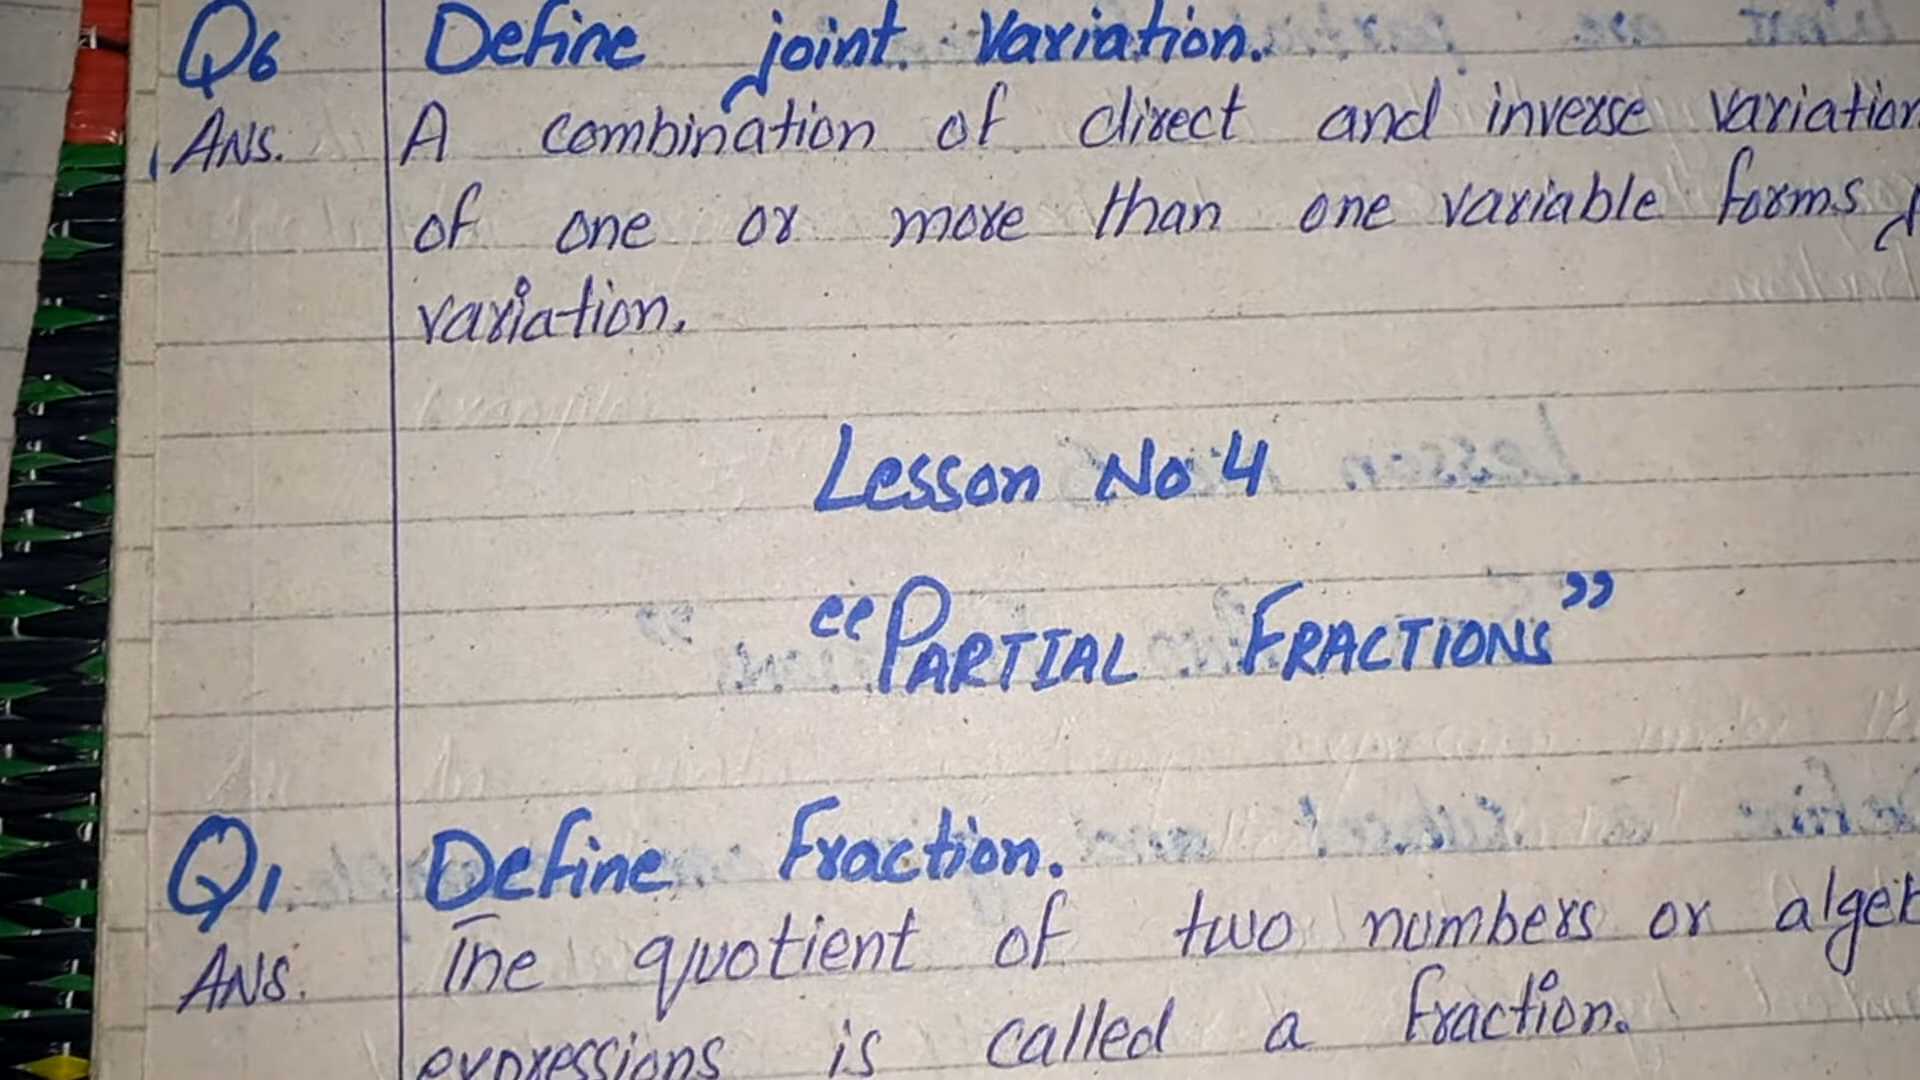 Q6 Define joint variation.
Ans. A combination of direct and inverse variation
of one or more than one variable forms
variation.
Lesson No 4
"PARTIAL FRACTIONS"
Q1 Define Fraction.
Ans. The quotient of two numbers or algeb
expressions is called a fraction.